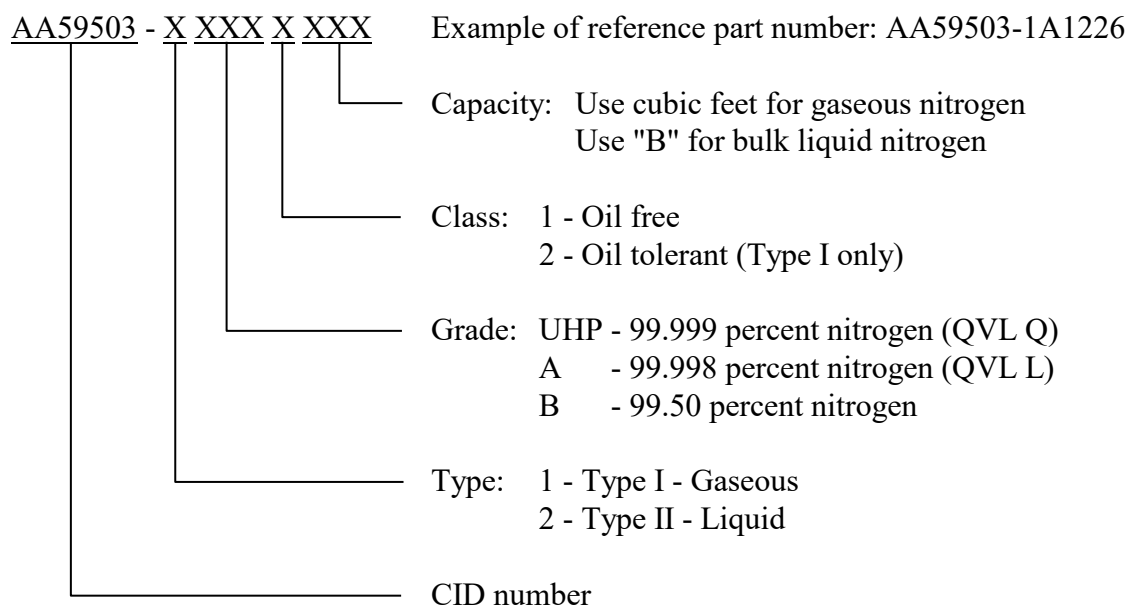 AA59503 - X XXX X XXX Example of reference part number: AA59503-1A1226
Capacity: Use cubic feet for gaseous nitrogen
Use "B" for bulk liquid nitrogen
Class: 1 - Oil free
2 - Oil tolerant (Type I only)
Grade: UHP - 99.999 percent nitrogen (QVL Q)
A - 99.998 percent nitrogen (QVL L)
B - 99.50 percent nitrogen
Type: 1 - Type I - Gaseous
2 - Type II - Liquid
CID number